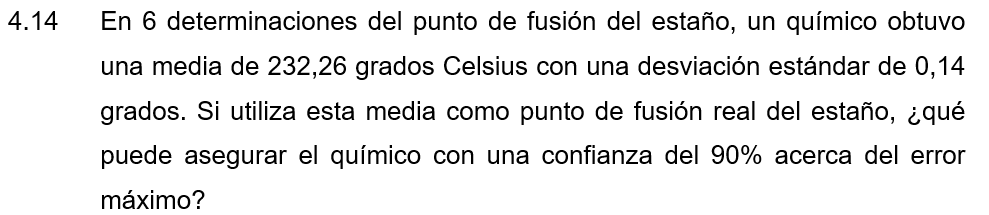 4.14 En 6 determinaciones del punto de fusión del estaño, un químico obtuvo
una media de 232,26 grados Celsius con una desviación estándar de 0,14
grados. Si utiliza esta media como punto de fusión real del estaño, ¿qué
puede asegurar el químico con una confianza del 90% acerca del error
máximo?